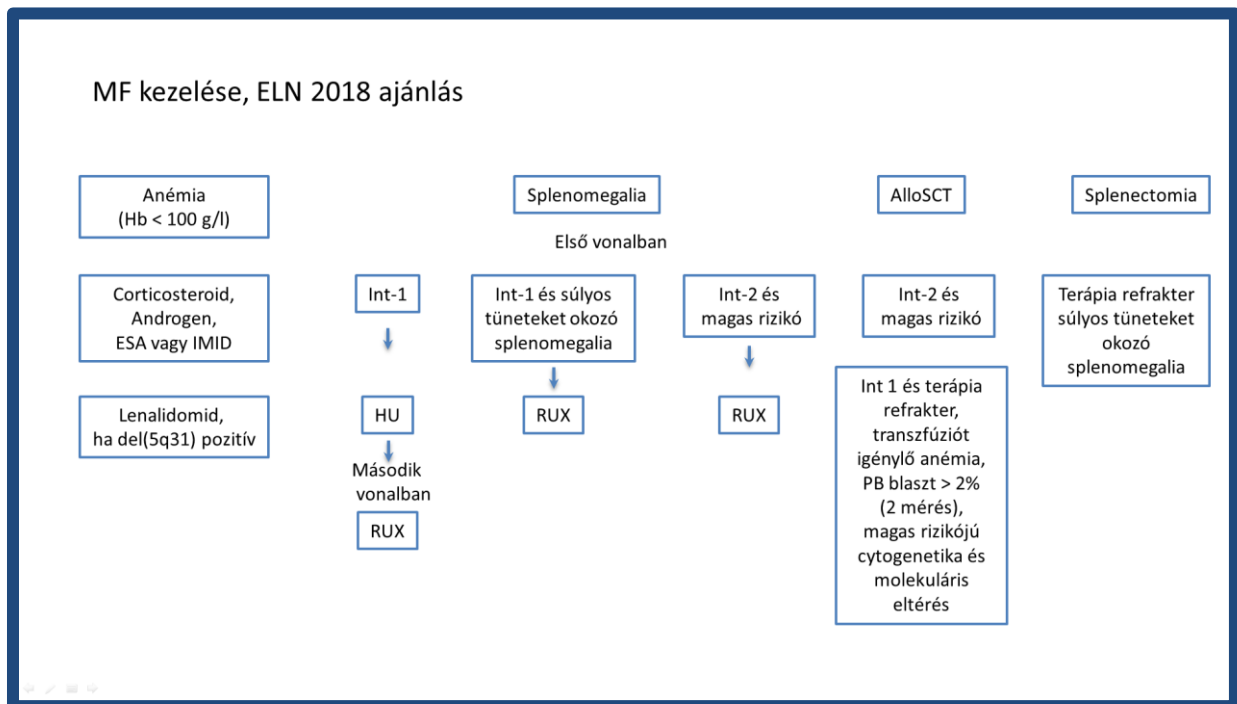 MF kezelése, ELN 2018 ajánlás
Anémia
(Hb < 100 g/l)
Splenomegalia
AlloSCT
Splenectomia
Első vonalban
Corticosteroid,
Androgen,
ESA vagy IMID
Int-1
Int-1 és súlyos
tüneteket okozó
splenomegalia
Int-2 és
magas rizikó
Int-2 és
magas rizikó
Terápia refrakter
súlyos tüneteket
okozó
splenomegalia
Lenalidomid,
ha del(5q31) pozitív
HU
RUX
RUX
Int 1 és terápia
refrakter,
transzfúziót
igénylő anémia,
PB blaszt > 2%
(2 mérés),
magas rizikójú
cytogenetika és
molekuláris
eltérés
Második
vonalban
RUX